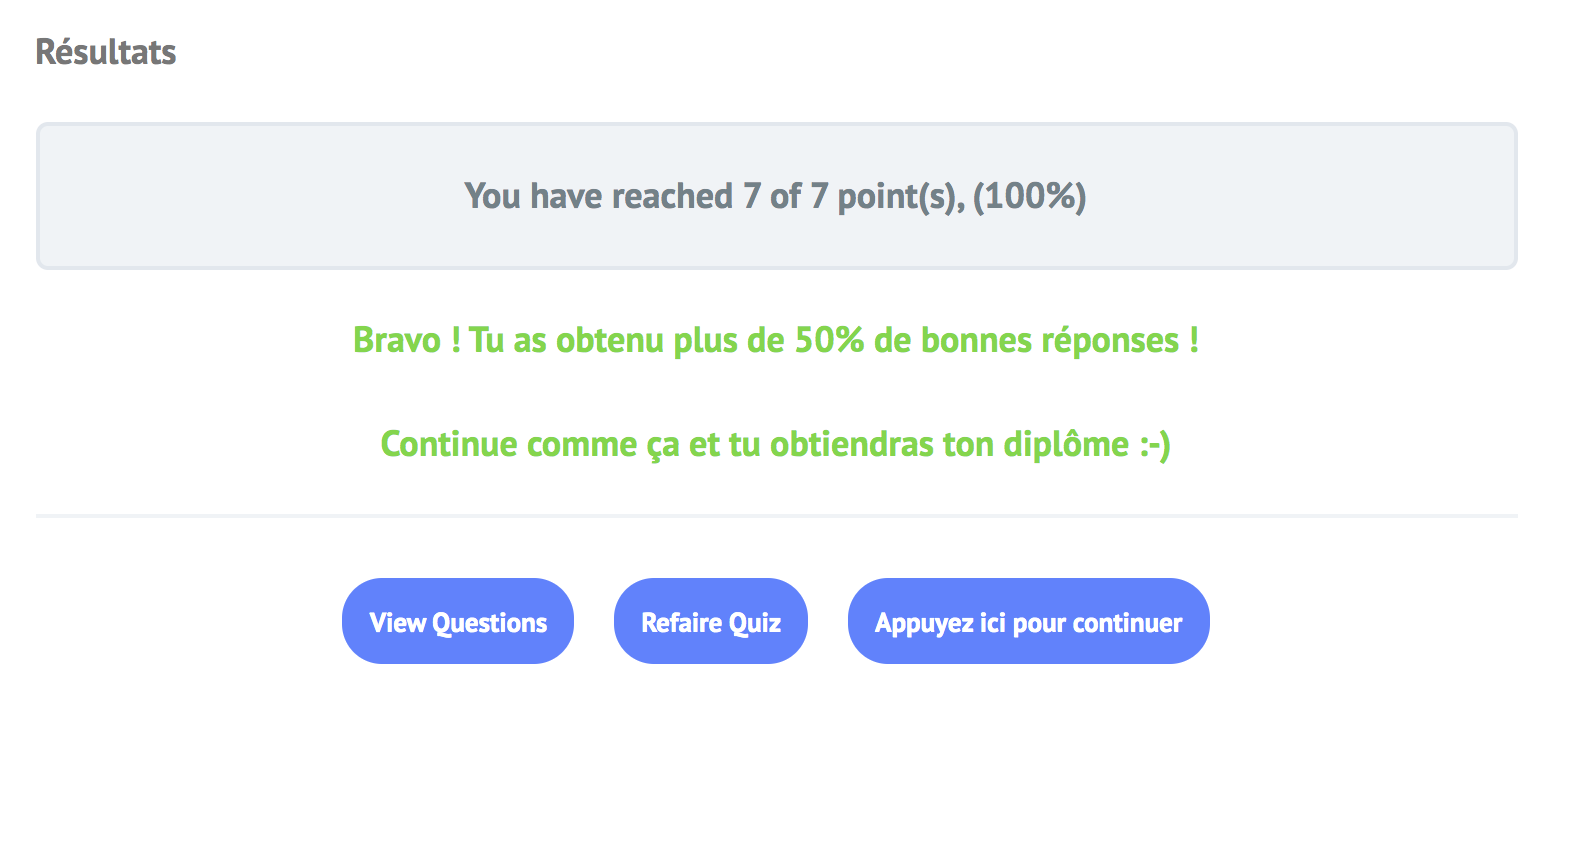 Résultats
You have reached 7 of 7 point(s), (100%)
Bravo ! Tu as obtenu plus de 50% de bonnes réponses !
Continue comme ça et tu obtiendras ton diplôme :-)
View Questions
Refaire Quiz
Appuyez ici pour continuer